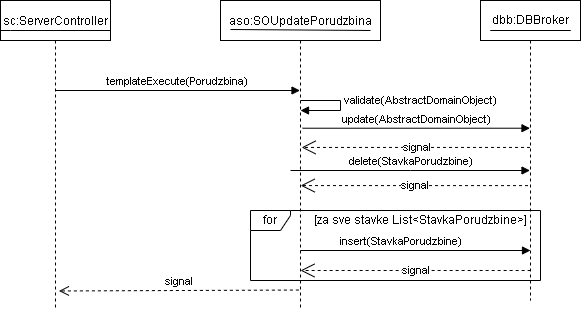 sc:ServerController
aso:SOUpdatePorudzbina
dbb:DBBroker
templateExecute(Porudzbina)
validate(AbstractDomainObject)
update(AbstractDomainObject)
signal
delete(StavkaPorudzbine)
signal
for
[za sve stavke List<StavkaPorudzbine>]
insert(StavkaPorudzbine)
signal
signal